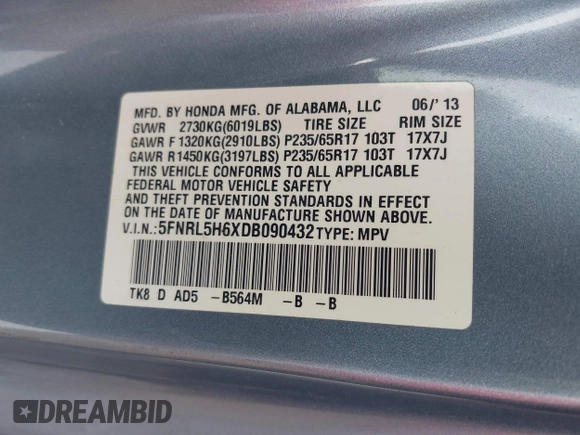 MFD. BY HONDA MFG. OF ALABAMA, LLC 06/'13
GVWR 2730KG(6019LBS) TIRE SIZE RIM SIZE
GAWR F1320KG(2910LBS) P235/65R17 103T 17X7J
GAWR R1450KG(3197LBS) P235/65R17 103T 17X7J
THIS VEHICLE CONFORMS TO ALL APPLICABLE
FEDERAL MOTOR VEHICLE SAFETY
AND THEFT PREVENTION STANDARDS IN EFFECT
ON THE DATE OF MANUFACTURE SHOWN ABOVE.
V.I.N.:5FNRL5H6XDB090432 TYPE: MPV
TK8 D AD5 -B564M -B -B
DREAMBID